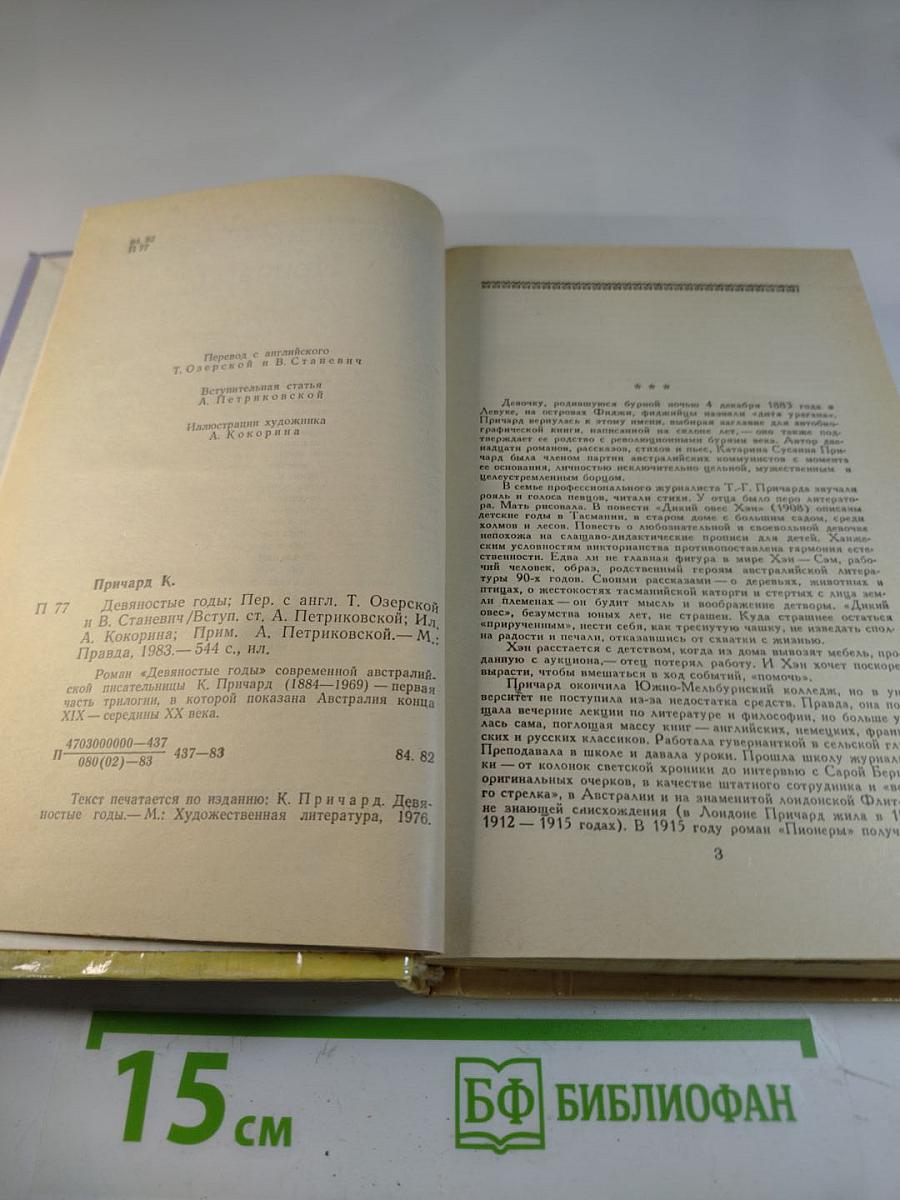 84. 82
П 77
Перевод с английского
Т. Озерской и В. Станевич
Вступительная статья
А. Петриковской
Иллюстрации художника
А. Кокорина
Причард К.
П 77 Девяностые годы; Пер. с англ. Т. Озерской
и В. Станевич/Вступ. ст. А. Петриковской; Ил.
А. Кокорина; Прим. А. Петриковской.— М.:
Правда, 1983.— 544 с., ил.
Роман «Девяностые годы» современной австралий-
ской писательницы К. Причард (1884—1969) — первая
часть трилогии, в которой показана Австралия конца
XIX — середины XX века.
П 4703000000—437
080(02)—83 437—83 84. 82
Текст печатается по изданию: К. Причард. Девя-
ностые годы.— М.: Художественная литература, 1976.
* * *
Девочку, родившуюся бурной ночью 4 декабря 1883 года в
Левуке, на островах Фиджи, фиджийцы назвали «дитя урагана».
Причард вернулась к этому имени, выбирая заглавие для автобио-
графической книги, написанной на склоне лет,— оно также под-
тверждает ее родство с революционными бурями века. Автор две-
надцати романов, рассказов, стихов и пьес, Катарина Сусанна При-
чард была членом партии австралийских коммунистов с момента
ее основания, личностью исключительно цельной, мужественным и
целеустремленным борцом.
В семье профессионального журналиста Т.-Г. Причарда звучали
рояль и голоса певцов, читали стихи. У отца было перо литерато-
ра. Мать рисовала. В повести «Дикий овес Хэн» (1908) описаны
детские годы в Тасмании, в старом доме с большим садом, среди
холмов и лесов. Повесть о любознательной и своевольной девочке
непохожа на слащаво-дидактические прописи для детей. Ханже-
ским условностям викторианства противопоставлена гармония есте-
ственности. Едва ли не главная фигура в мире Хэн — Сэм, рабо-
чий человек, образ, родственный героям австралийской литера-
туры 90-х годов. Своими рассказами — о деревьях, животных и
птицах, о жестокостях тасманийской каторги и стертых с лица зем-
ли племенах — он будит мысль и воображение детворы. «Дикий
овес», безумства юных лет, не страшен. Куда страшнее остаться
«прирученным», нести себя, как треснутую чашку, не изведать спол-
на радости и печали, отказавшись от схватки с жизнью.
Хэн расстается с детством, когда из дома вывозят мебель, про-
данную с аукциона,— отец потерял работу. И Хэн хочет поскоре
вырасти, чтобы вмешаться в ход событий, «помочь».
Причард окончила Южно-Мельбурнский колледж, но в уни
верситет не поступила из-за недостатка средств. Правда, она по
щала вечерние лекции по литературе и философии, но больше у
лась сама, поглощая массу книг — английских, немецких, фран
ских и русских классиков. Работала гувернанткой в сельской гл
Преподавала в школе и давала уроки. Прошла школу журнали
ки — от колонок светской хроники до интервью с Сарой Бер
оригинальных очерков, в качестве штатного сотрудника и «во
го стрелка», в Австралии и на знаменитой лондонской Флит
не знающей снисхождения (в Лондоне Причард жила в 1
1912 — 1915 годах). В 1915 году роман «Пионеры» получ
3
15 см
БФ БИБЛИОФАН